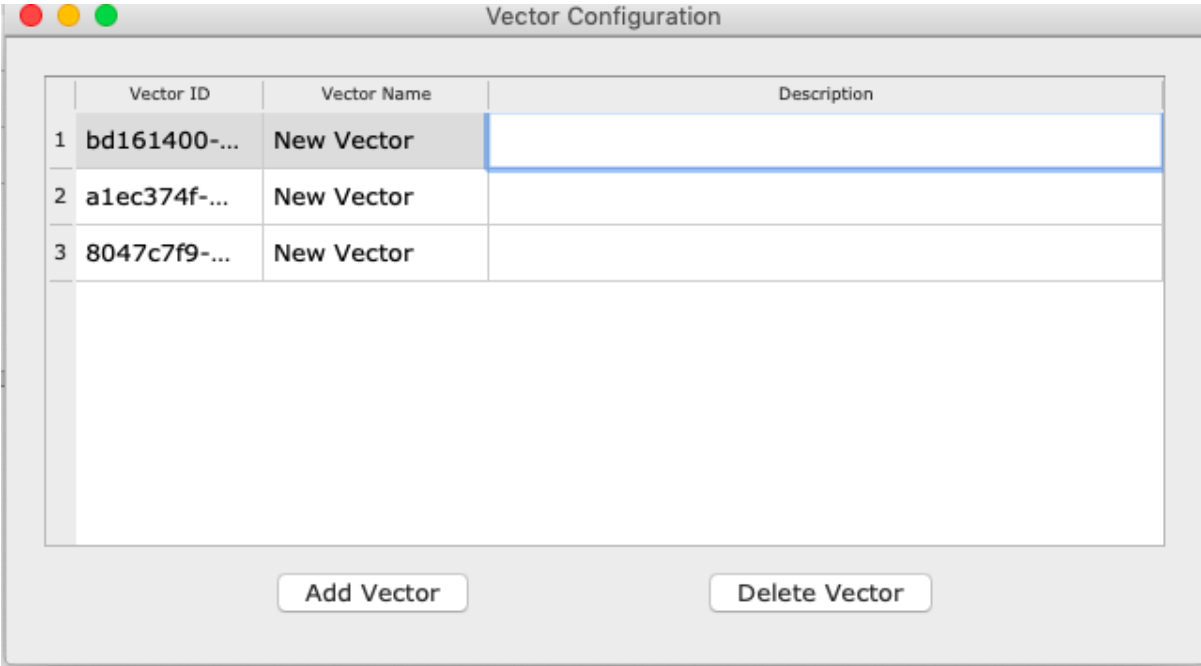 Vector Configuration
Vector ID Vector Name Description
1 bd161400-... New Vector
2 a1ec374f-... New Vector
3 8047c7f9-... New Vector
Add Vector Delete Vector